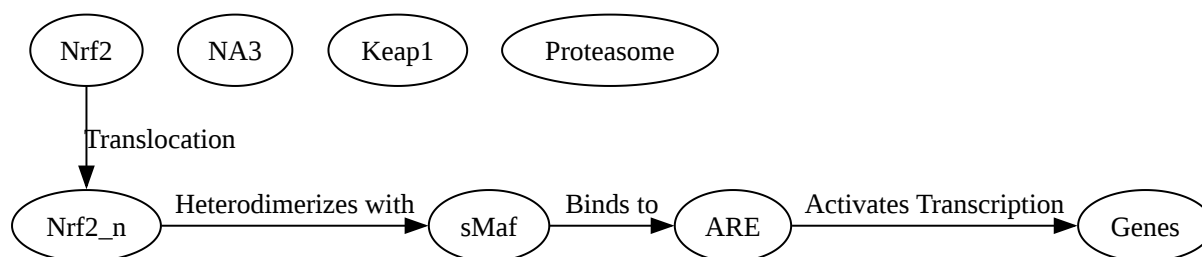 Nrf2 NA3 Keap1 Proteasome
Translocation
Nrf2_n Heterodimerizes with sMaf Binds to ARE Activates Transcription Genes